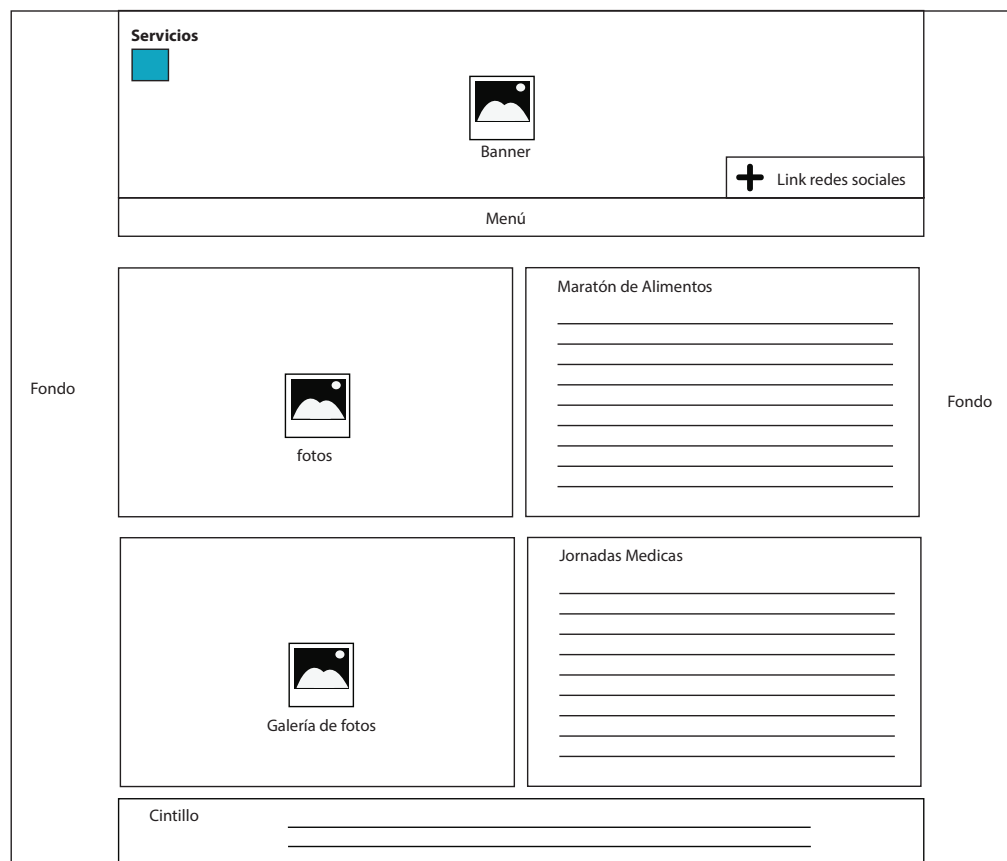 Servicios
Banner
Link redes sociales
Menú
Maratón de Alimentos
Fondo
fotos
Fondo
Jornadas Medicas
Galería de fotos
Cintillo